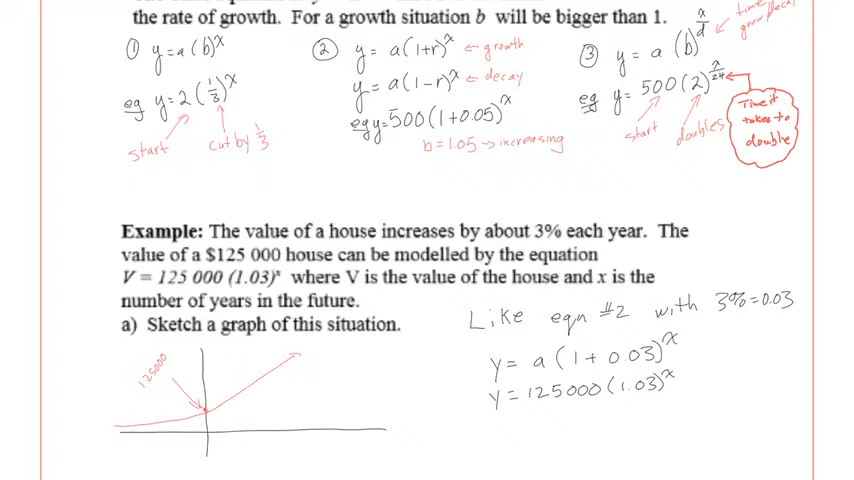 the rate of growth. For a growth situation b will be bigger than 1.
① y = a(b)^x
eg y = 2(1/3)^x
start
cut by 1/3
② y = a(1+r)^x ← growth
y = a(1−r)^x ← decay
eg y = 500(1+0.05)^x
b = 1.05 → increasing
③ y = a(b)^(x/d)
time
eg y = 500(2)^(x/24)
start
doubles
Time it
takes to
double
Example: The value of a house increases by about 3% each year. The
value of a $125 000 house can be modelled by the equation
V = 125 000 (1.03)^x where V is the value of the house and x is the
number of years in the future.
a) Sketch a graph of this situation.
125000
Like eqn #2 with 3%=0.03
y = a(1+0.03)^x
y = 125000(1.03)^x